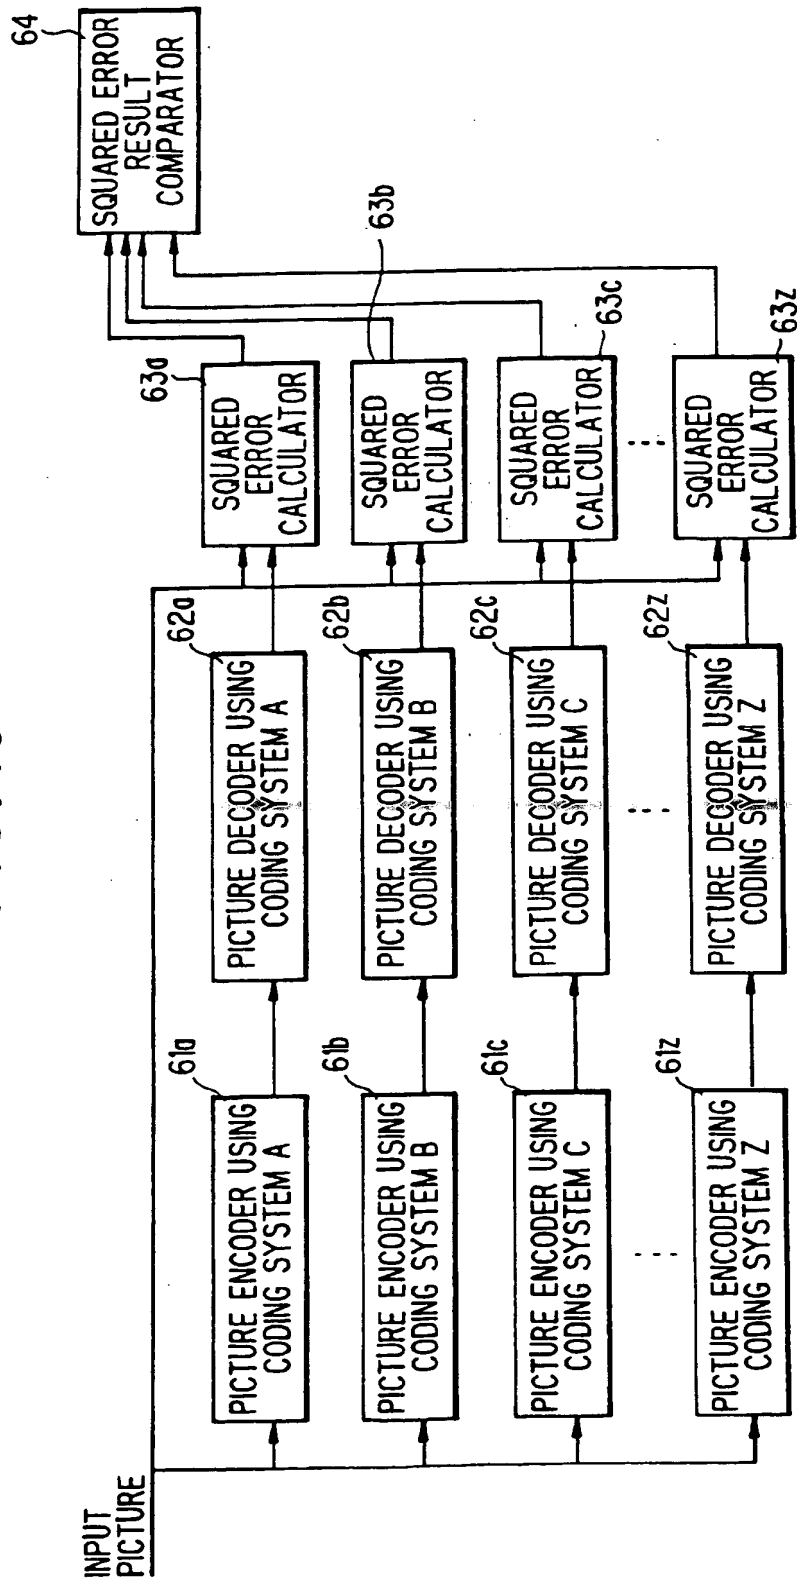 INPUT
PICTURE
61a
PICTURE ENCODER USING
CODING SYSTEM A
62a
PICTURE DECODER USING
CODING SYSTEM A
63a
SQUARED
ERROR
CALCULATOR
64
SQUARED ERROR
RESULT
COMPARATOR
61b
PICTURE ENCODER USING
CODING SYSTEM B
62b
PICTURE DECODER USING
CODING SYSTEM B
63b
SQUARED
ERROR
CALCULATOR
61c
PICTURE ENCODER USING
CODING SYSTEM C
62c
PICTURE DECODER USING
CODING SYSTEM C
63c
SQUARED
ERROR
CALCULATOR
61z
PICTURE ENCODER USING
CODING SYSTEM Z
62z
PICTURE DECODER USING
CODING SYSTEM Z
63z
SQUARED
ERROR
CALCULATOR